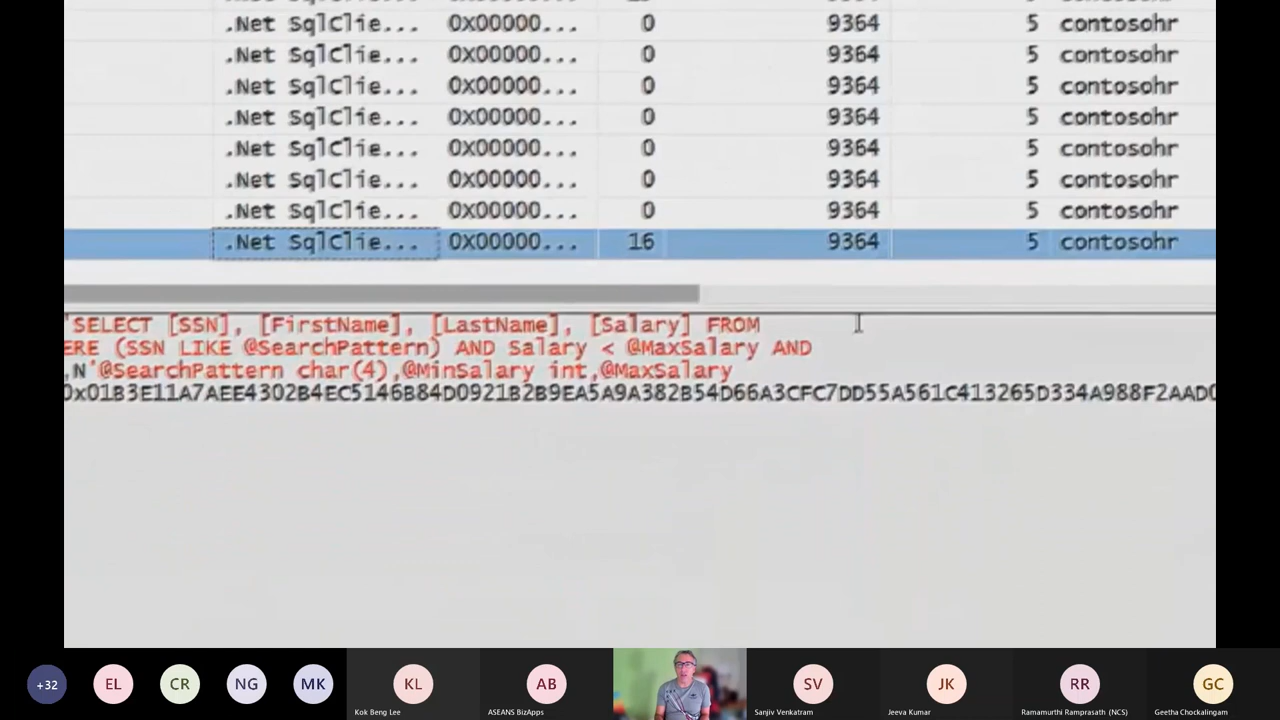 .Net SqlClie... 0X00000... 0 9364 5 contosohr
.Net SqlClie... 0X00000... 0 9364 5 contosohr
.Net SqlClie... 0X00000... 0 9364 5 contosohr
.Net SqlClie... 0X00000... 0 9364 5 contosohr
.Net SqlClie... 0X00000... 0 9364 5 contosohr
.Net SqlClie... 0X00000... 0 9364 5 contosohr
.Net SqlClie... 0X00000... 0 9364 5 contosohr
.Net SqlClie... 0X00000... 16 9364 5 contosohr
'SELECT [SSN], [FirstName], [LastName], [Salary] FROM
ERE (SSN LIKE @SearchPattern) AND Salary < @MaxSalary AND
,N'@SearchPattern char(4),@MinSalary int,@MaxSalary
0x01B3E11A7AEE4302B4EC5146B84D0921B2B9EA5A9A382B54D66A3CFC7DD55A561C413265D334A988F2AAD0
+32 EL CR NG MK KL AB SV JK RR GC
Kok Beng Lee ASEANS BizApps Sanjiv Venkatram Jeeva Kumar Ramamurthi Ramprasath (NCS) Geetha Chockalingam